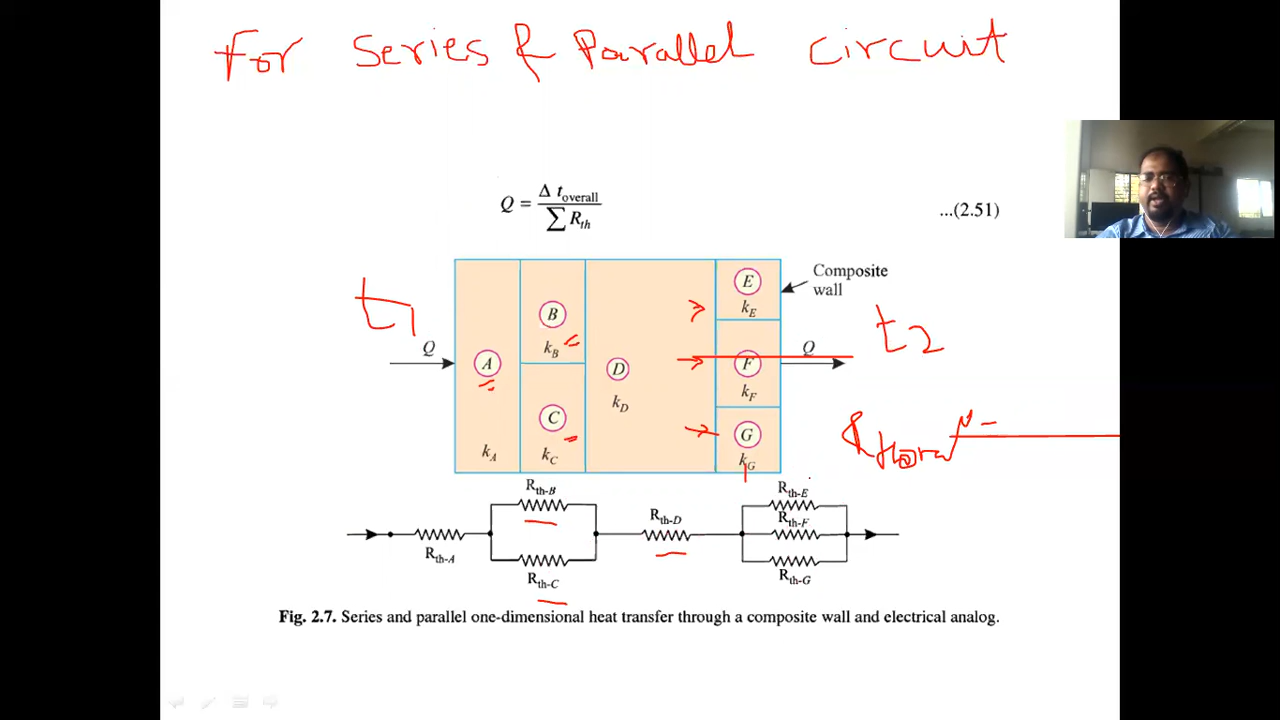 For Series & Parallel circuit
Q = Δ t_overall / ∑ R_th ...(2.51)
E
Composite
wall
k_E
B
k_B
t1
t2
Q
Q
A
D
F
k_D
k_F
C
G
k_A
k_C
k_G
R_th-B
R_th-E
R_th-D
R_th-F
R_th-A
R_th-C
R_th-G
Fig. 2.7. Series and parallel one-dimensional heat transfer through a composite wall and electrical analog.